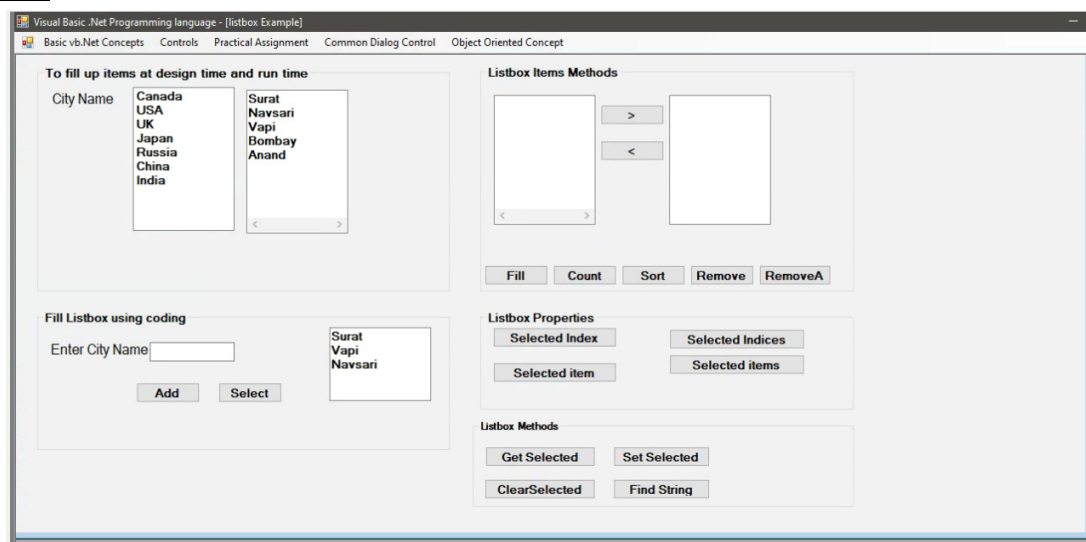 Visual Basic .Net Programming language - [listbox Example]
Basic vb.Net Concepts Controls Practical Assignment Common Dialog Control Object Oriented Concept
To fill up items at design time and run time
City Name
Canada
USA
UK
Japan
Russia
China
India
Surat
Navsari
Vapi
Bombay
Anand
Listbox Items Methods
>
<
Fill Count Sort Remove RemoveA
Fill Listbox using coding
Enter City Name
Surat
Vapi
Navsari
Add Select
Listbox Properties
Selected Index Selected Indices
Selected item Selected items
Listbox Methods
Get Selected Set Selected
ClearSelected Find String